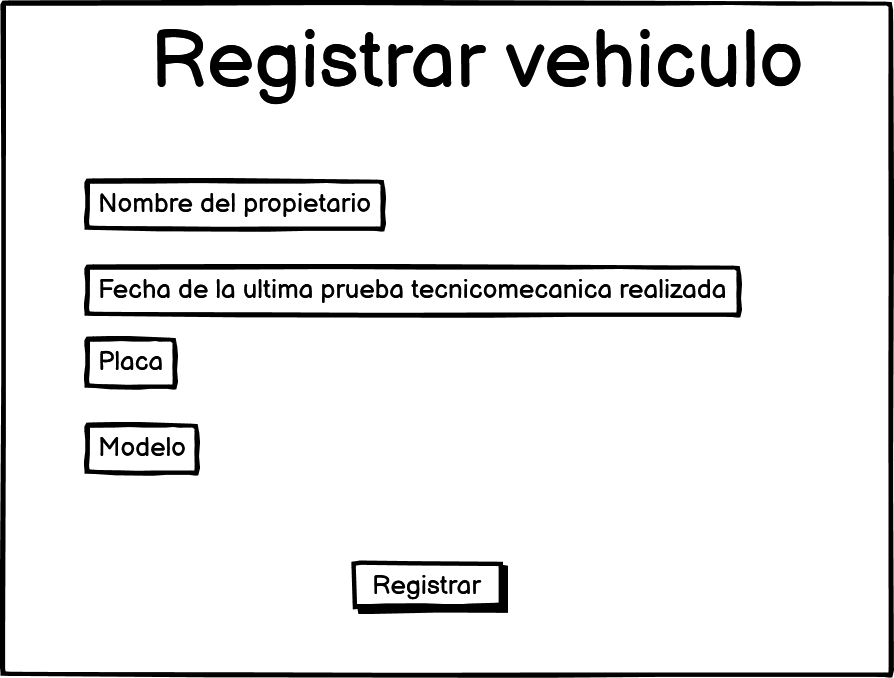 Registrar vehiculo
Nombre del propietario
Fecha de la ultima prueba tecnicomecanica realizada
Placa
Modelo
Registrar